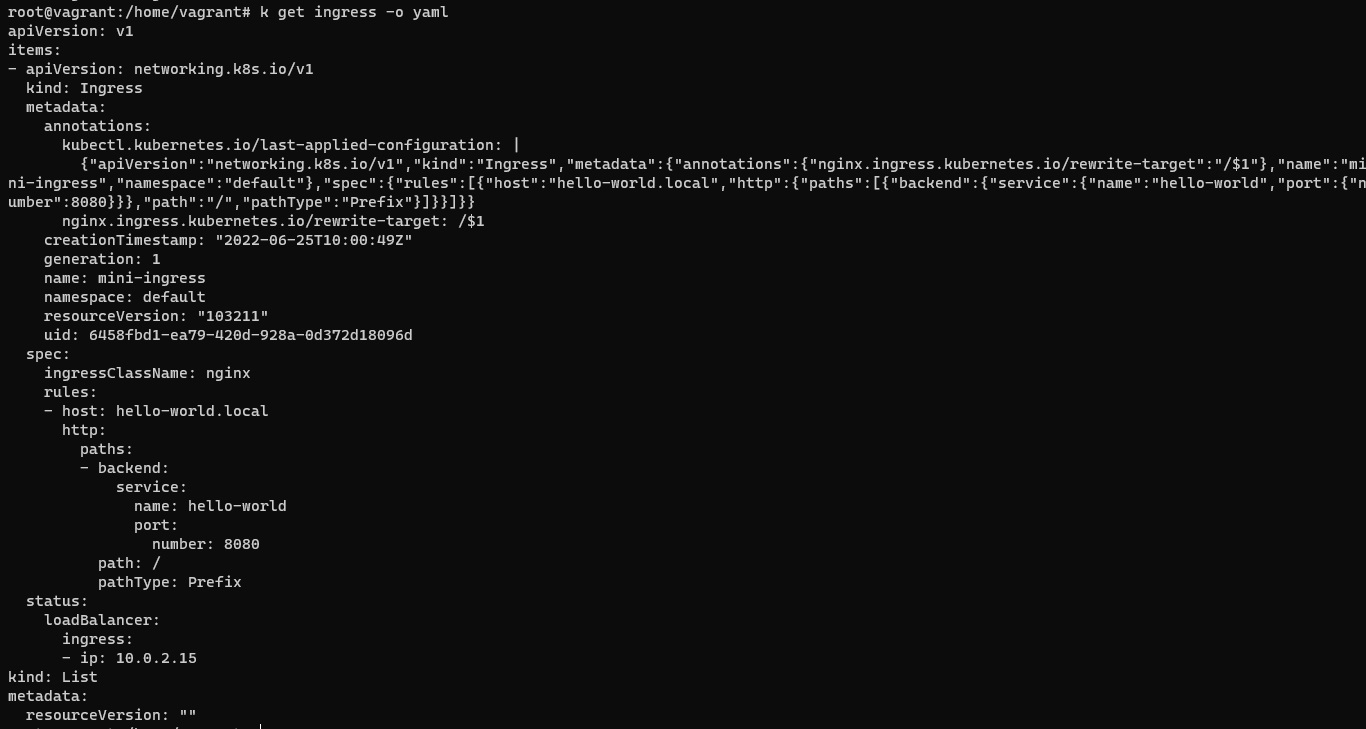 root@vagrant:/home/vagrant# k get ingress -o yaml
apiVersion: v1
items:
- apiVersion: networking.k8s.io/v1
  kind: Ingress
  metadata:
    annotations:
      kubectl.kubernetes.io/last-applied-configuration: |
        {"apiVersion":"networking.k8s.io/v1","kind":"Ingress","metadata":{"annotations":{"nginx.ingress.kubernetes.io/rewrite-target":"/$1"},"name":"mi
ni-ingress","namespace":"default"},"spec":{"rules":[{"host":"hello-world.local","http":{"paths":[{"backend":{"service":{"name":"hello-world","port":{"n
umber":8080}}},"path":"/","pathType":"Prefix"}]}}]}}
      nginx.ingress.kubernetes.io/rewrite-target: /$1
    creationTimestamp: "2022-06-25T10:00:49Z"
    generation: 1
    name: mini-ingress
    namespace: default
    resourceVersion: "103211"
    uid: 6458fbd1-ea79-420d-928a-0d372d18096d
  spec:
    ingressClassName: nginx
    rules:
    - host: hello-world.local
      http:
        paths:
        - backend:
            service:
              name: hello-world
              port:
                number: 8080
          path: /
          pathType: Prefix
  status:
    loadBalancer:
      ingress:
      - ip: 10.0.2.15
kind: List
metadata:
  resourceVersion: ""